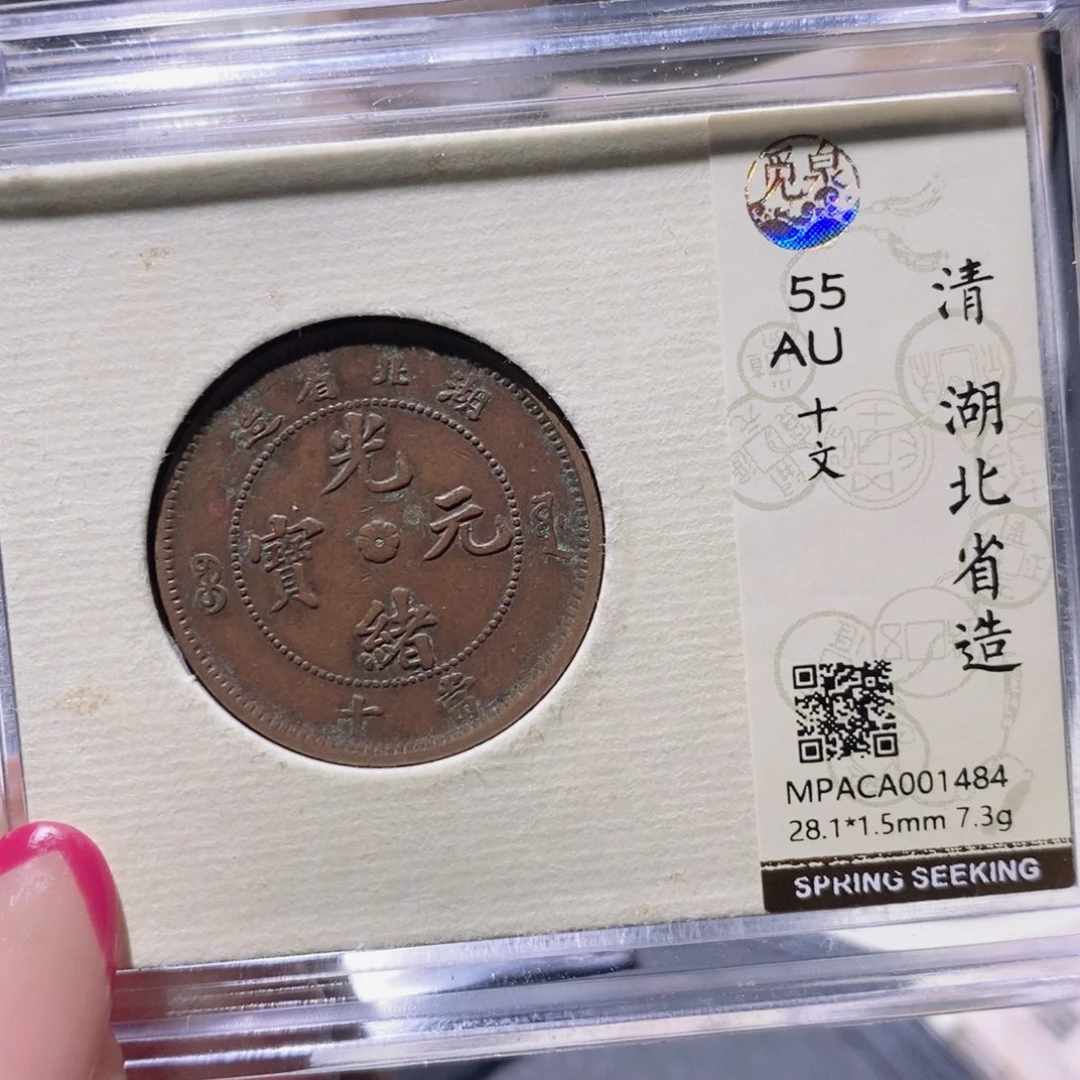 湖北省造
光緒元寶
當十
觅泉
55
AU
十文
清 湖北省造
MPACA001484
28.1*1.5mm 7.3g
SPRING SEEKING